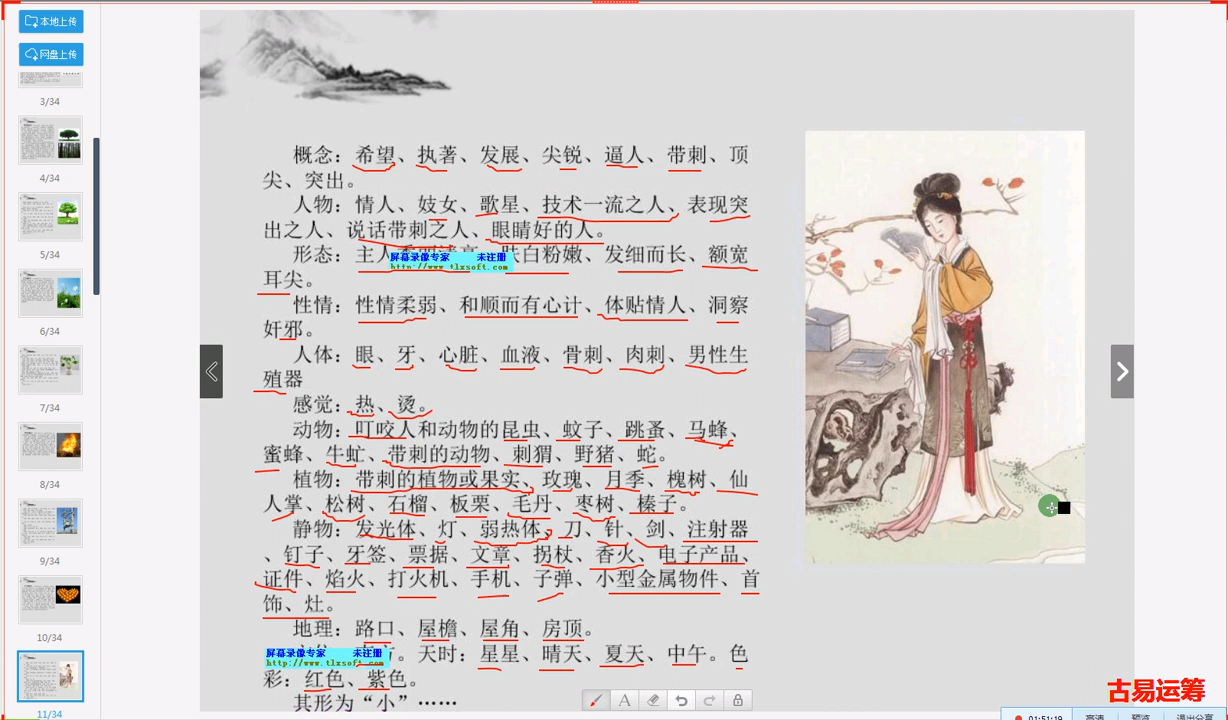 本地上传
网盘上传
3/34
4/34
5/34
6/34
7/34
8/34
9/34
10/34
11/34
概念：希望、执著、发展、尖锐、逼人、带刺、顶
尖、突出。
人物：情人、妓女、歌星、技术一流之人、表现突
出之人、说话带刺之人、眼睛好的人。
形态：主人
肤白粉嫩、发细而长、额宽
屏幕录像专家 未注册
http://www.tlxsoft.com
耳尖。
性情：性情柔弱、和顺而有心计、体贴情人、洞察
奸邪。
人体：眼、牙、心脏、血液、骨刺、肉刺、男性生
殖器
感觉：热、烫。
动物：叮咬人和动物的昆虫、蚊子、跳蚤、马蜂、
蜜蜂、牛虻、带刺的动物、刺猬、野猪、蛇。
植物：带刺的植物或果实、玫瑰、月季、槐树、仙
人掌、松树、石榴、板栗、毛丹、枣树、榛子。
静物：发光体、灯、弱热体、刀、针、剑、注射器
、钉子、牙签、票据、文章、拐杖、香火、电子产品、
证件、焰火、打火机、手机、子弹、小型金属物件、首
饰、灶。
地理：路口、屋檐、屋角、房顶。
屏幕录像专家 未注册
http://www.tlxsoft.com
。天时：星星、晴天、夏天、中午。色
彩：红色、紫色。
其形为“小”……
A
古易运筹
01:51:19
高清
预览
退出分享